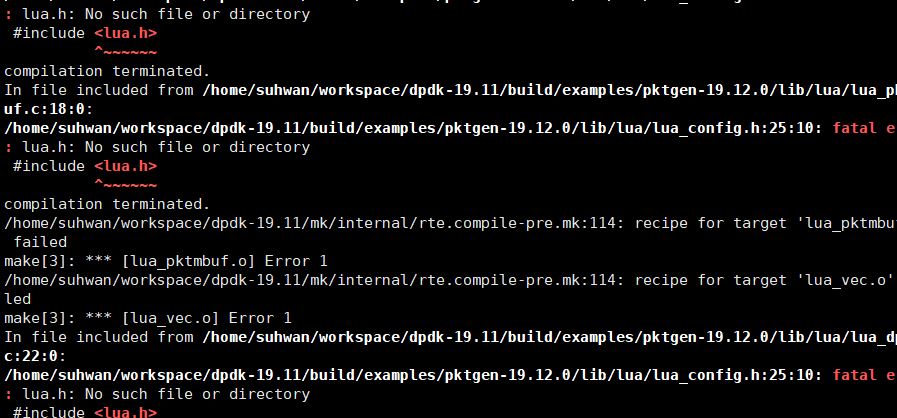 : lua.h: No such file or directory
#include <lua.h>
^~~~~~~
compilation terminated.
In file included from /home/suhwan/workspace/dpdk-19.11/build/examples/pktgen-19.12.0/lib/lua/lua_p
uf.c:18:0:
/home/suhwan/workspace/dpdk-19.11/build/examples/pktgen-19.12.0/lib/lua/lua_config.h:25:10: fatal e
: lua.h: No such file or directory
#include <lua.h>
^~~~~~~
compilation terminated.
/home/suhwan/workspace/dpdk-19.11/mk/internal/rte.compile-pre.mk:114: recipe for target 'lua_pktmbu
failed
make[3]: *** [lua_pktmbuf.o] Error 1
/home/suhwan/workspace/dpdk-19.11/mk/internal/rte.compile-pre.mk:114: recipe for target 'lua_vec.o'
led
make[3]: *** [lua_vec.o] Error 1
In file included from /home/suhwan/workspace/dpdk-19.11/build/examples/pktgen-19.12.0/lib/lua/lua_d
c:22:0:
/home/suhwan/workspace/dpdk-19.11/build/examples/pktgen-19.12.0/lib/lua/lua_config.h:25:10: fatal e
: lua.h: No such file or directory
#include <lua.h>